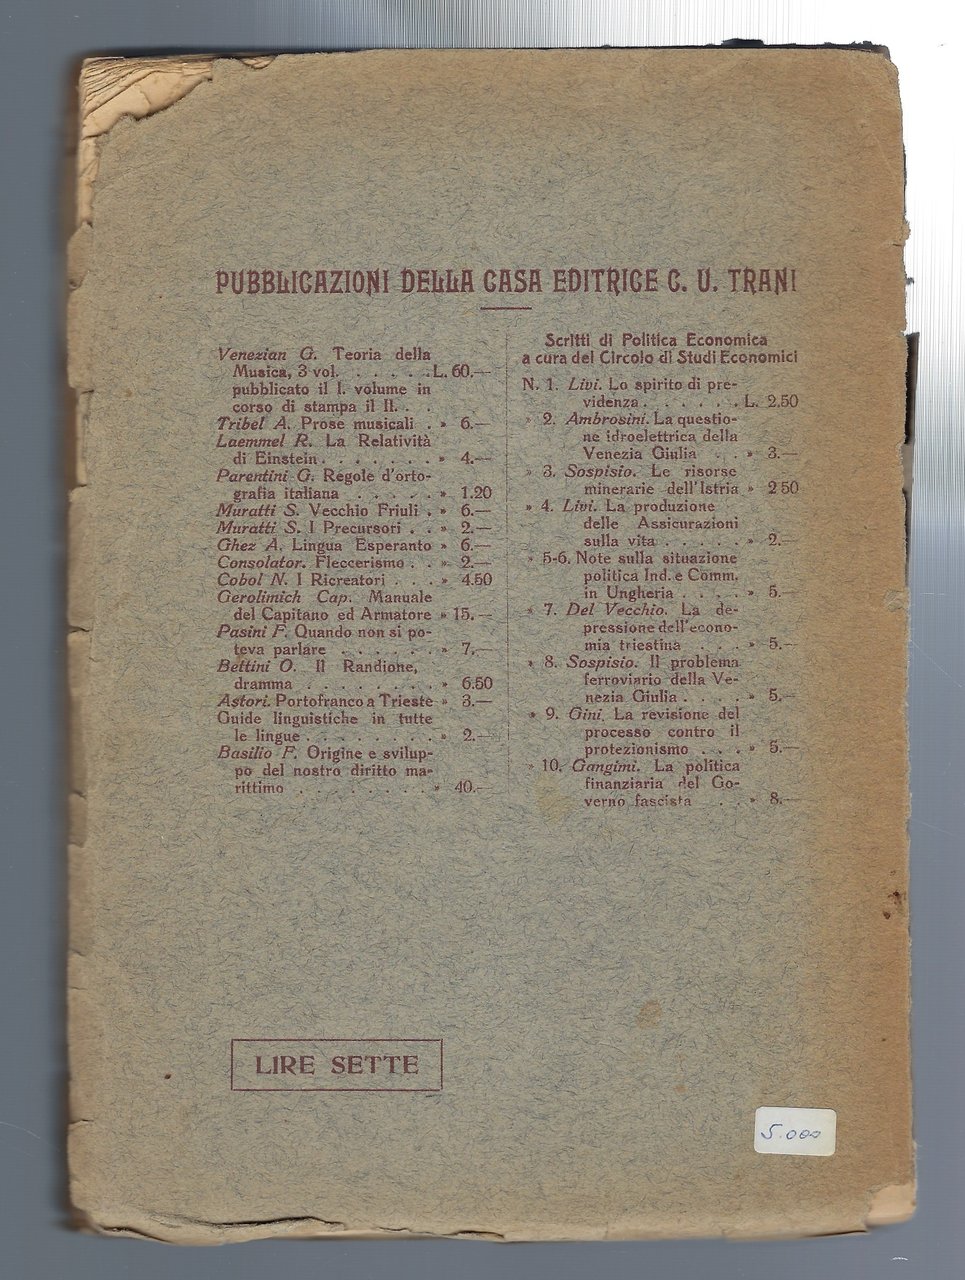 PUBBLICAZIONI DELLA CASA EDITRICE C. U. TRANI
Venezian G. Teoria della
Musica, 3 vol. . . . . . L. 60.—
pubblicato il I. volume in
corso di stampa il II. . .
Tribel A. Prose musicali . » 6.—
Laemmel R. La Relatività
di Einstein . . . . . . . » 4.—
Parentini G. Regole d'orto-
grafia italiana . . . . . » 1.20
Muratti S. Vecchio Friuli . » 6.—
Muratti S. I Precursori . . » 2.—
Ghez A. Lingua Esperanto » 6.—
Consolator. Fleccerismo . . » 2.—
Cobol N. I Ricreatori . . . » 4.50
Gerolimich Cap. Manuale
del Capitano ed Armatore » 15.—
Pasini F. Quando non si po-
teva parlare . . . . . . » 7.—
Bettini O. Il Randione,
dramma . . . . . . . . » 6.50
Astori. Portofranco a Trieste » 3.—
Guide linguistiche in tutte
le lingue . . . . . . . . » 2.—
Basilio F. Origine e svilup-
po del nostro diritto ma-
rittimo . . . . . . . . » 40.—
Scritti di Politica Economica
a cura del Circolo di Studi Economici
N. 1. Livi. Lo spirito di pre-
videnza . . . . . . L. 2.50
» 2. Ambrosini. La questio-
ne idroelettrica della
Venezia Giulia . . » 3.—
» 3. Sospisio. Le risorse
minerarie dell'Istria » 2 50
» 4. Livi. La produzione
delle Assicurazioni
sulla vita . . . . . » 2.—
» 5-6. Note sulla situazione
politica Ind. e Comm.
in Ungheria . . . . » 5.—
» 7. Del Vecchio. La de-
pressione dell'econo-
mia triestina . . . » 5.—
» 8. Sospisio. Il problema
ferroviario della Ve-
nezia Giulia . . . . » 5.—
» 9. Gini. La revisione del
processo contro il
protezionismo . . . » 5.—
» 10. Gangimi. La politica
finanziaria del Go-
verno fascista . . » 8.—
LIRE SETTE
5.000